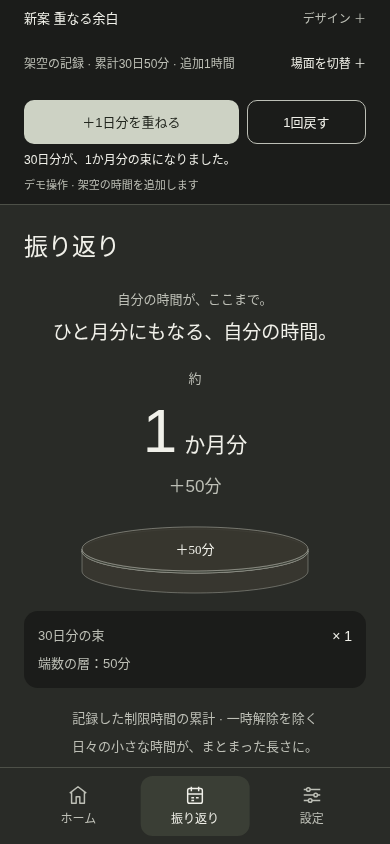 新案 重なる余白
デザイン ＋
架空の記録 · 累計30日50分 · 追加1時間
場面を切替 ＋
＋1日分を重ねる
1回戻す
30日分が、1か月分の束になりました。
デモ操作 · 架空の時間を追加します
振り返り
自分の時間が、ここまで。
ひと月分にもなる、自分の時間。
約
1 か月分
＋50分
＋50分
30日分の束
× 1
端数の層：50分
記録した制限時間の累計 · 一時解除を除く
日々の小さな時間が、まとまった長さに。
ホーム
振り返り
設定